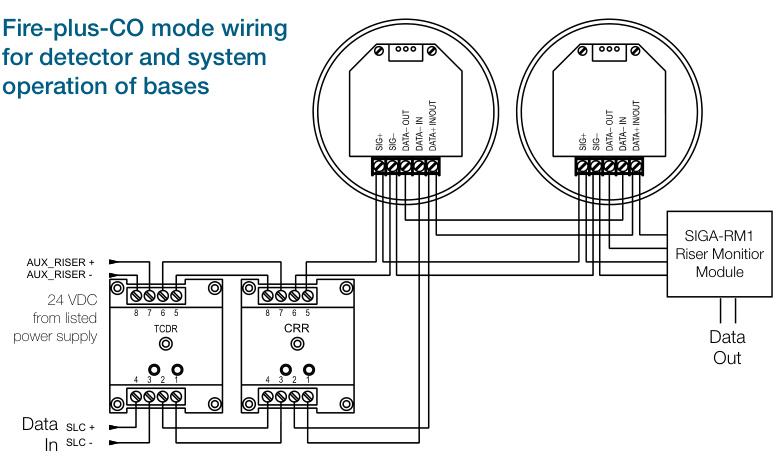 Fire-plus-CO mode wiring
for detector and system
operation of bases
SIG+
SIG–
DATA– OUT
DATA– IN
DATA+ IN/OUT
SIG+
SIG–
DATA– OUT
DATA– IN
DATA+ IN/OUT
SIGA-RM1
Riser Monitior
Module
Data
Out
AUX_RISER +
AUX_RISER -
24 VDC
from listed
power supply
8 7 6 5
TCDR
4 3 2 1
8 7 6 5
CRR
4 3 2 1
Data
In
SLC +
SLC -